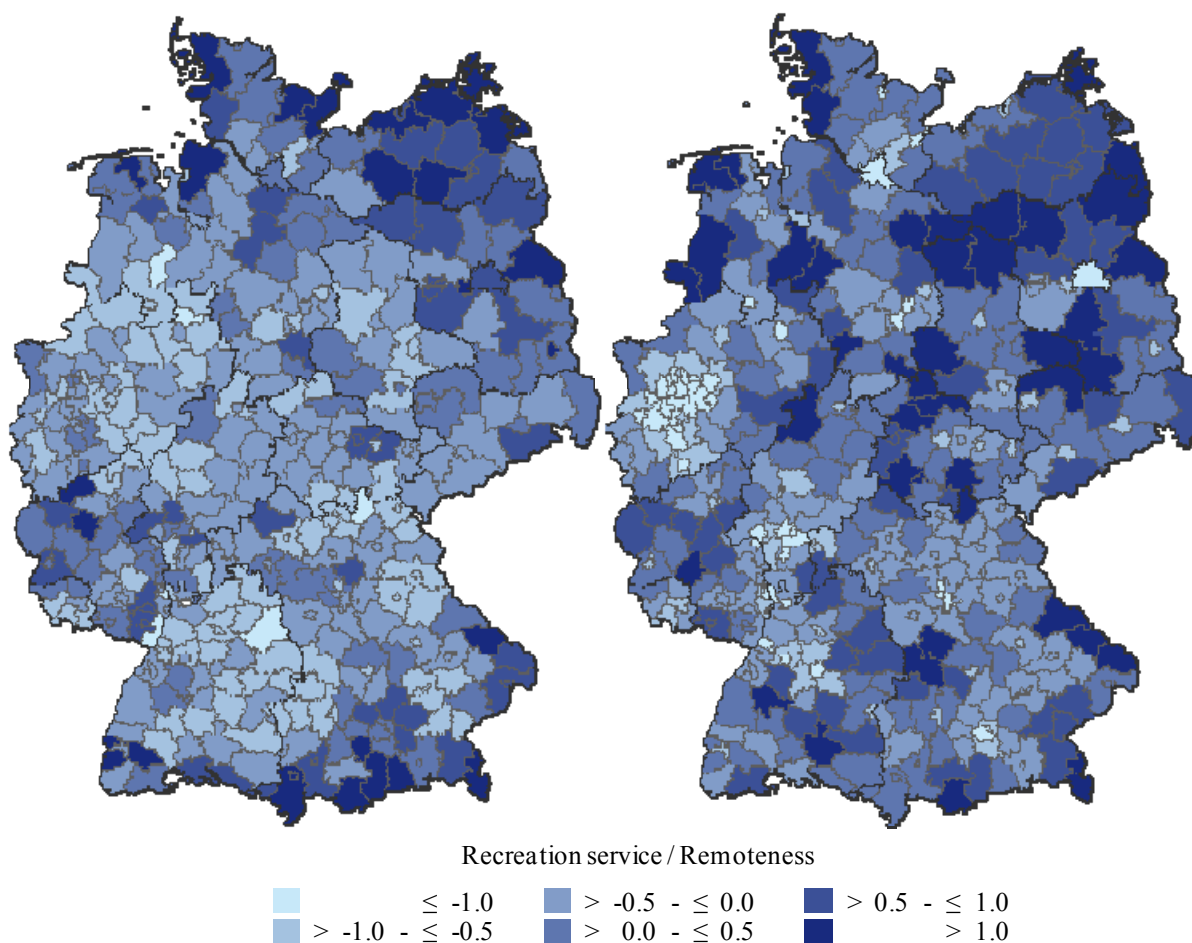 Recreation service / Remoteness
≤ -1.0 > -0.5 - ≤ 0.0 > 0.5 - ≤ 1.0
> -1.0 - ≤ -0.5 > 0.0 - ≤ 0.5 > 1.0